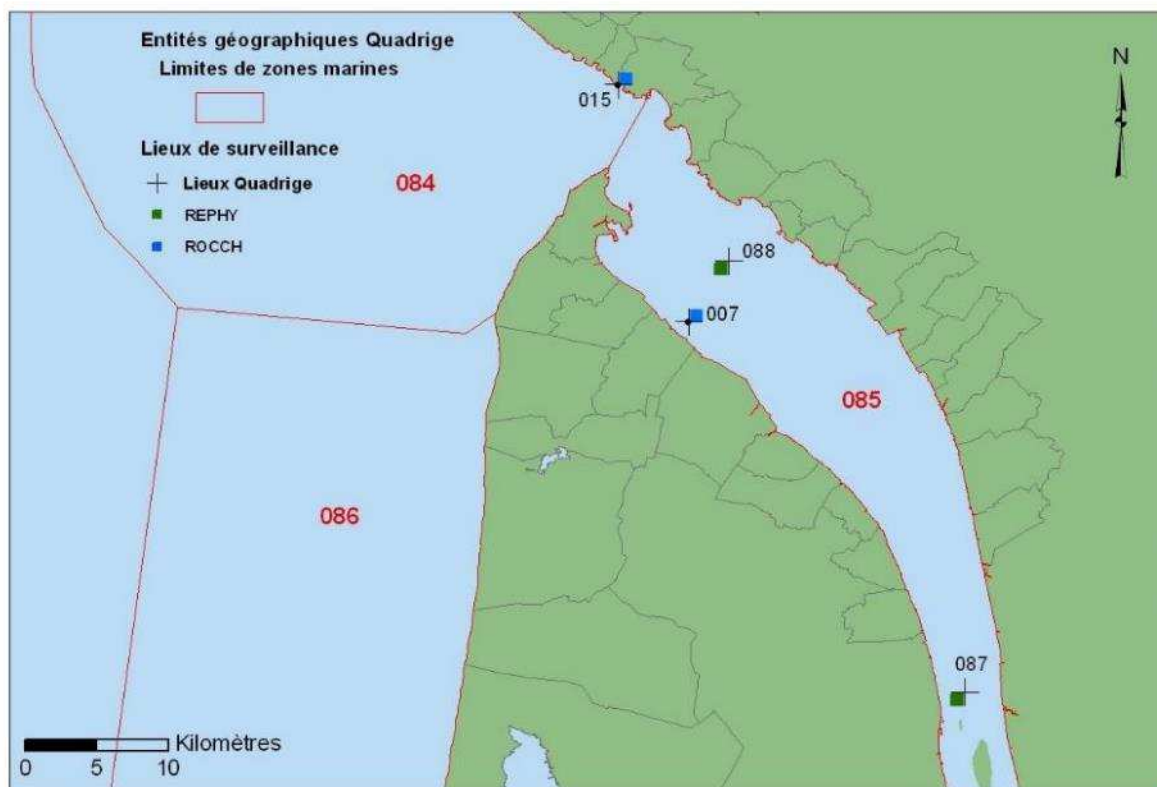 Entités géographiques Quadrige
Limites de zones marines
Lieux de surveillance
Lieux Quadrige
REPHY
ROCCH
N
015
084
088
007
085
086
087
Kilomètres
0 5 10